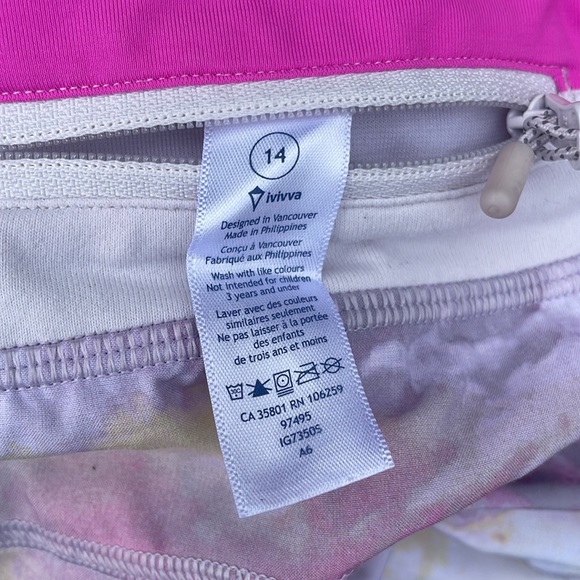 14
ivivva
Designed in Vancouver
Made in Philippines
Conçu à Vancouver
Fabriqué aux Philippines
Wash with like colours
Not intended for children
3 years and under
Laver avec des couleurs
similaires seulement
Ne pas laisser à la portée
des enfants
de trois ans et moins
CA 35801 RN 106259
97495
IG7350S
A6